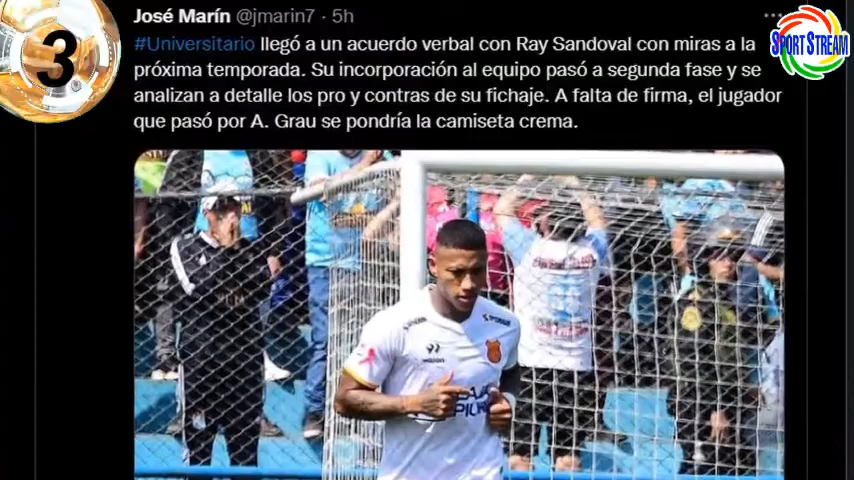 3
José Marín @jmarin7 · 5h
SPORT STREAM
#Universitario llegó a un acuerdo verbal con Ray Sandoval con miras a la
próxima temporada. Su incorporación al equipo pasó a segunda fase y se
analizan a detalle los pro y contras de su fichaje. A falta de firma, el jugador
que pasó por A. Grau se pondría la camiseta crema.